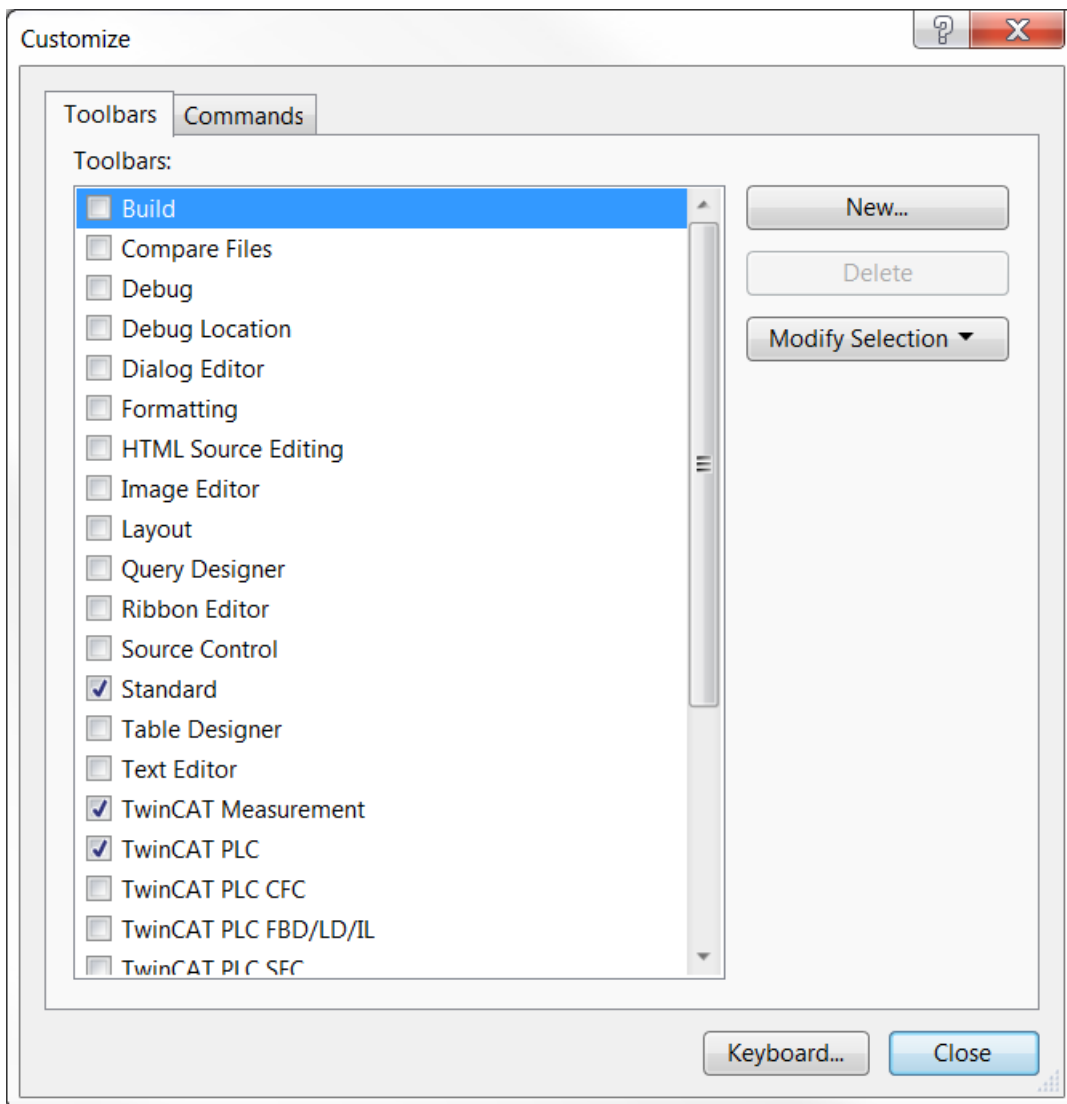 Customize
Toolbars Commands
Toolbars:
Build
New...
Compare Files
Delete
Debug
Debug Location
Modify Selection
Dialog Editor
Formatting
HTML Source Editing
Image Editor
Layout
Query Designer
Ribbon Editor
Source Control
Standard
Table Designer
Text Editor
TwinCAT Measurement
TwinCAT PLC
TwinCAT PLC CFC
TwinCAT PLC FBD/LD/IL
TwinCAT PLC SFC
Keyboard... Close